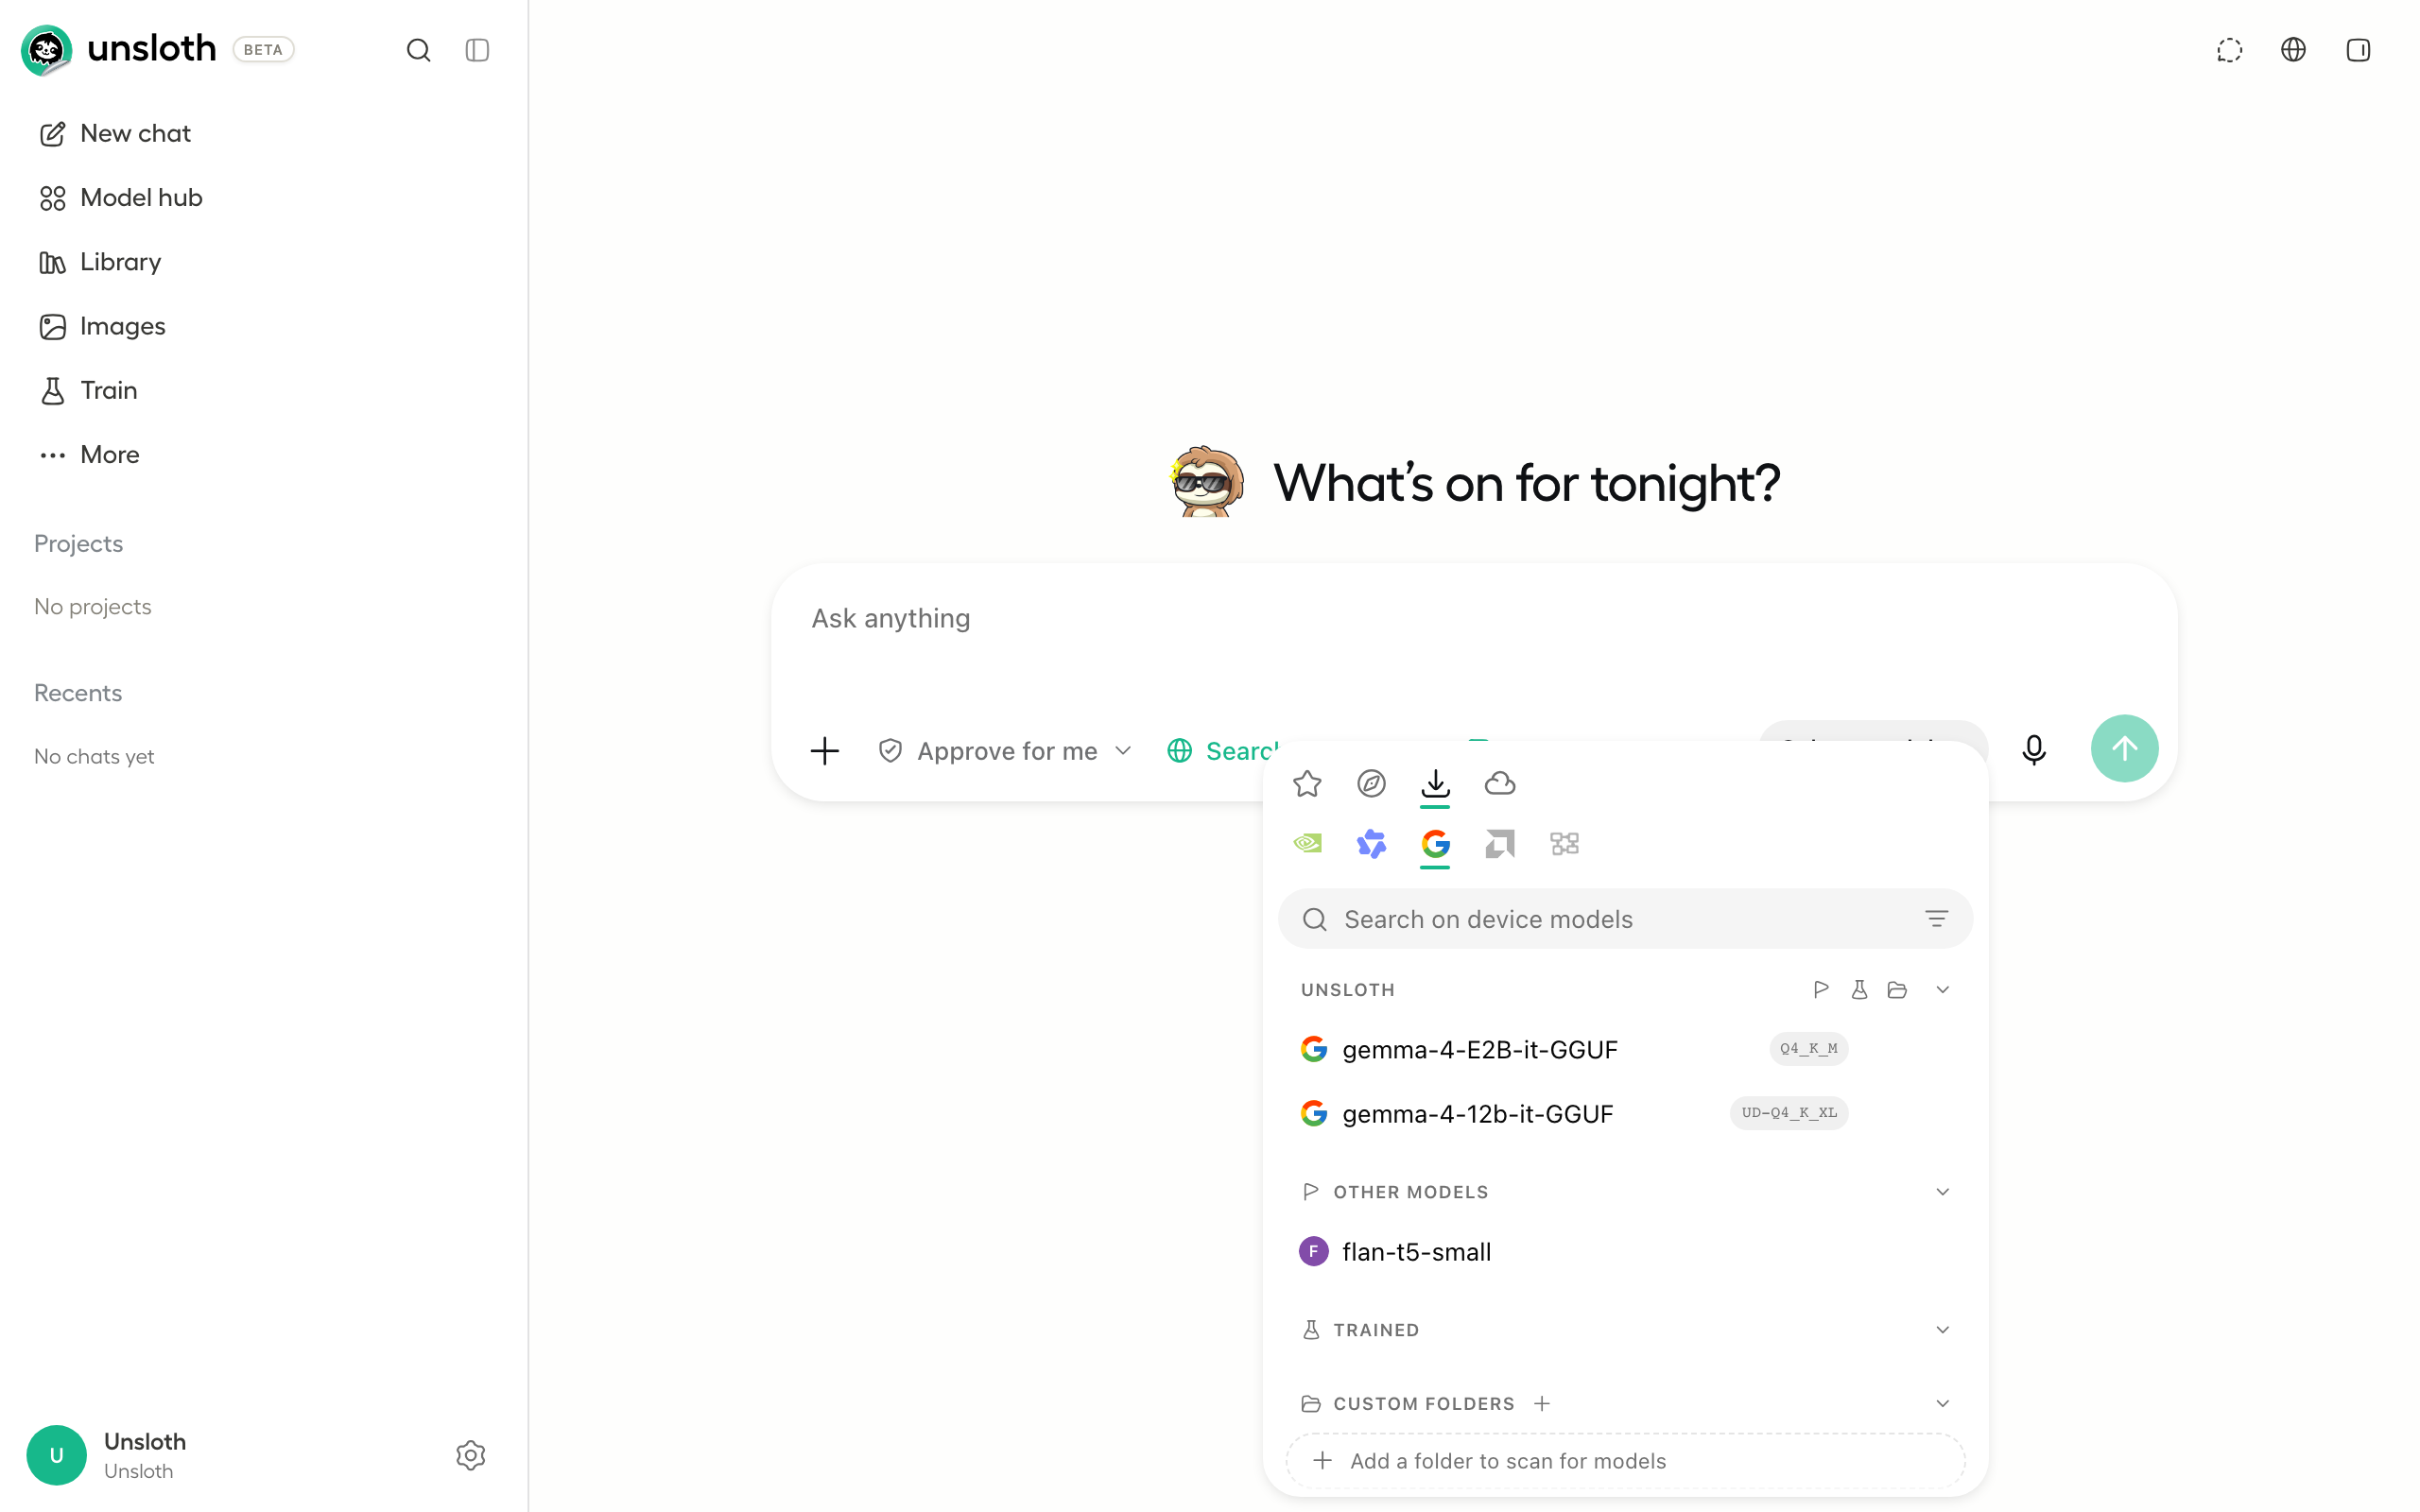 unsloth BETA
New chat
Model hub
Library
Images
Train
More
Projects
No projects
Recents
No chats yet
Unsloth
Unsloth
U
What's on for tonight?
Ask anything
Approve for me
Search
Search on device models
UNSLOTH
gemma-4-E2B-it-GGUF Q4_K_M
gemma-4-12b-it-GGUF UD-Q4_K_XL
OTHER MODELS
F flan-t5-small
TRAINED
CUSTOM FOLDERS
Add a folder to scan for models